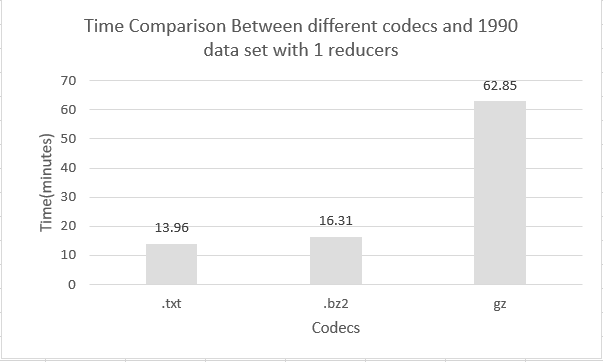 Time Comparison Between different codecs and 1990
data set with 1 reducers
Time(minutes)
70
60
50
40
30
20
10
0
13.96
16.31
62.85
.txt
.bz2
gz
Codecs